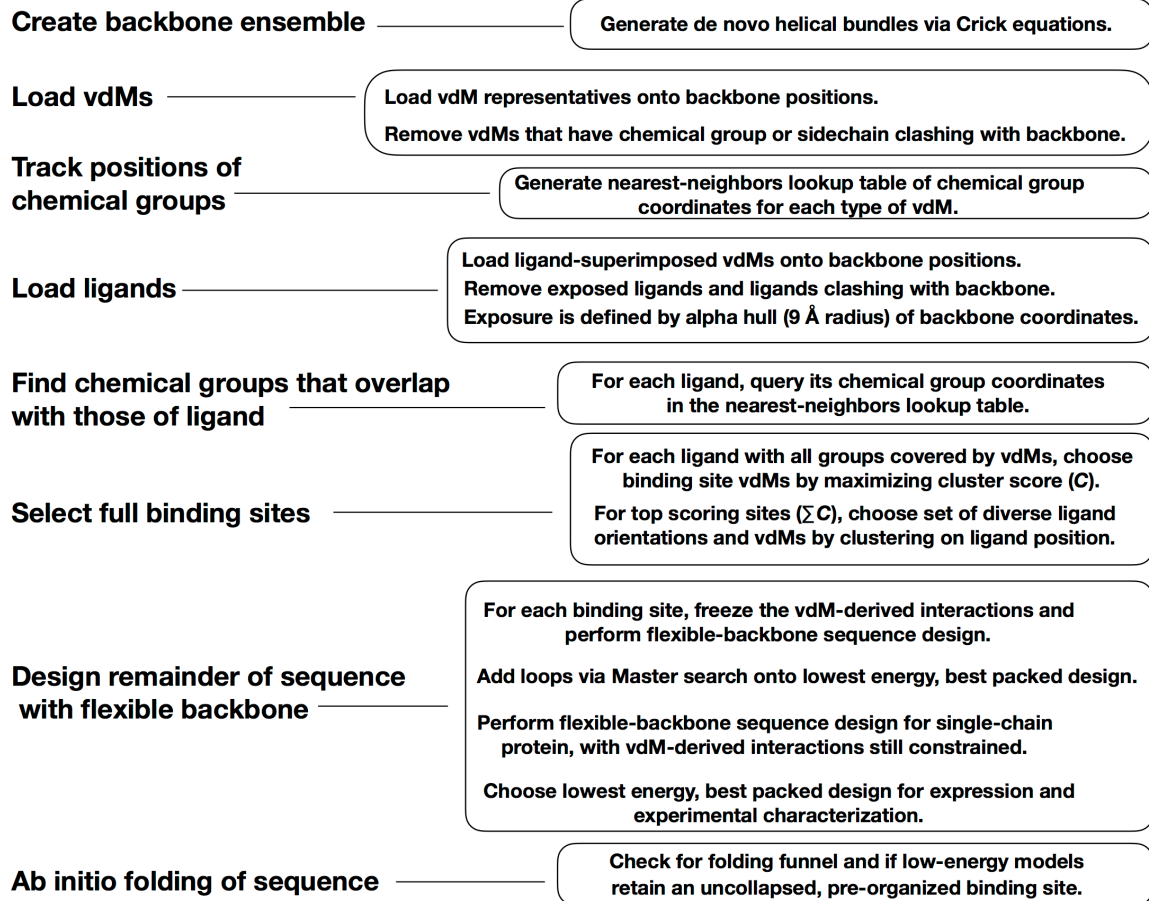 Create backbone ensemble
Generate de novo helical bundles via Crick equations.
Load vdMs
Load vdM representatives onto backbone positions.
Remove vdMs that have chemical group or sidechain clashing with backbone.
Track positions of
chemical groups
Generate nearest-neighbors lookup table of chemical group
coordinates for each type of vdM.
Load ligands
Load ligand-superimposed vdMs onto backbone positions.
Remove exposed ligands and ligands clashing with backbone.
Exposure is defined by alpha hull (9 Å radius) of backbone coordinates.
Find chemical groups that overlap
with those of ligand
For each ligand, query its chemical group coordinates
in the nearest-neighbors lookup table.
Select full binding sites
For each ligand with all groups covered by vdMs, choose
binding site vdMs by maximizing cluster score (C).
For top scoring sites (∑C), choose set of diverse ligand
orientations and vdMs by clustering on ligand position.
Design remainder of sequence
with flexible backbone
For each binding site, freeze the vdM-derived interactions and
perform flexible-backbone sequence design.
Add loops via Master search onto lowest energy, best packed design.
Perform flexible-backbone sequence design for single-chain
protein, with vdM-derived interactions still constrained.
Choose lowest energy, best packed design for expression and
experimental characterization.
Ab initio folding of sequence
Check for folding funnel and if low-energy models
retain an uncollapsed, pre-organized binding site.